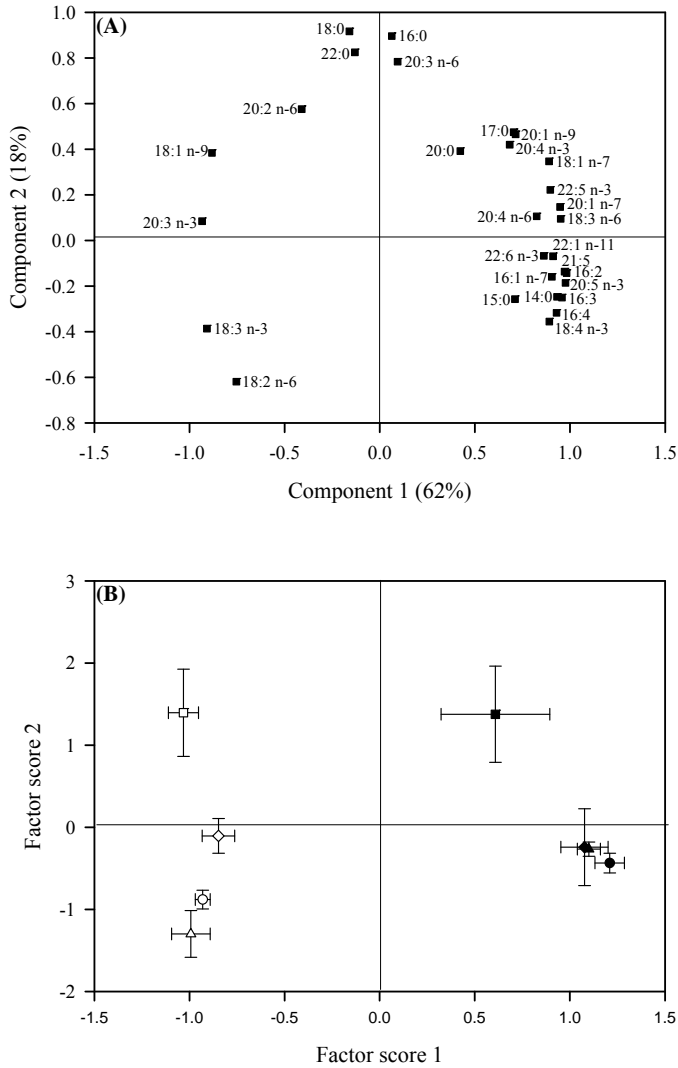 (A)
1.0
0.8
0.6
0.4
0.2
0.0
-0.2
-0.4
-0.6
-0.8
Component 2 (18%)
18:0
16:0
22:0
20:3 n-6
20:2 n-6
17:0
20:1 n-9
18:1 n-9
20:0
20:4 n-3
18:1 n-7
22:5 n-3
20:1 n-7
20:3 n-3
20:4 n-6
18:3 n-6
22:1 n-11
22:6 n-3
21:5
16:1 n-7
16:2
20:5 n-3
15:0
14:0
16:3
16:4
18:3 n-3
18:4 n-3
18:2 n-6
-1.5
-1.0
-0.5
0.0
0.5
1.0
1.5
Component 1 (62%)
(B)
3
2
1
0
-1
-2
Factor score 2
-1.5
-1.0
-0.5
0.0
0.5
1.0
1.5
Factor score 1